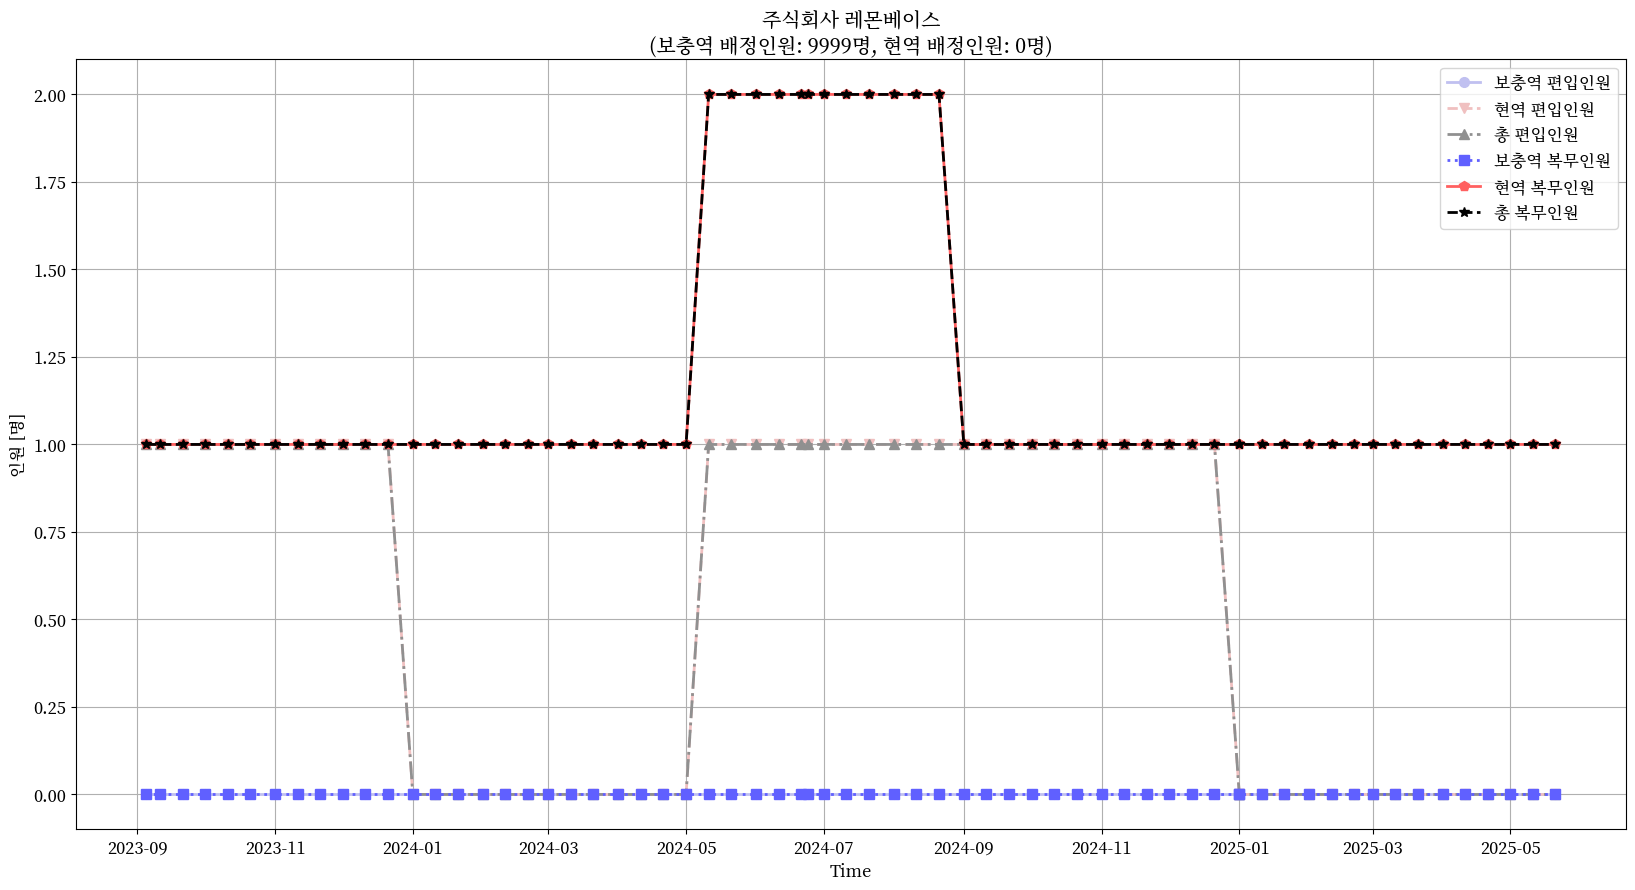 주식회사 레몬베이스
(보충역 배정인원: 9999명, 현역 배정인원: 0명)
보충역 편입인원
현역 편입인원
총 편입인원
보충역 복무인원
현역 복무인원
총 복무인원
인원 [명]
2.00
1.75
1.50
1.25
1.00
0.75
0.50
0.25
0.00
2023-09 2023-11 2024-01 2024-03 2024-05 2024-07 2024-09 2024-11 2025-01 2025-03 2025-05
Time